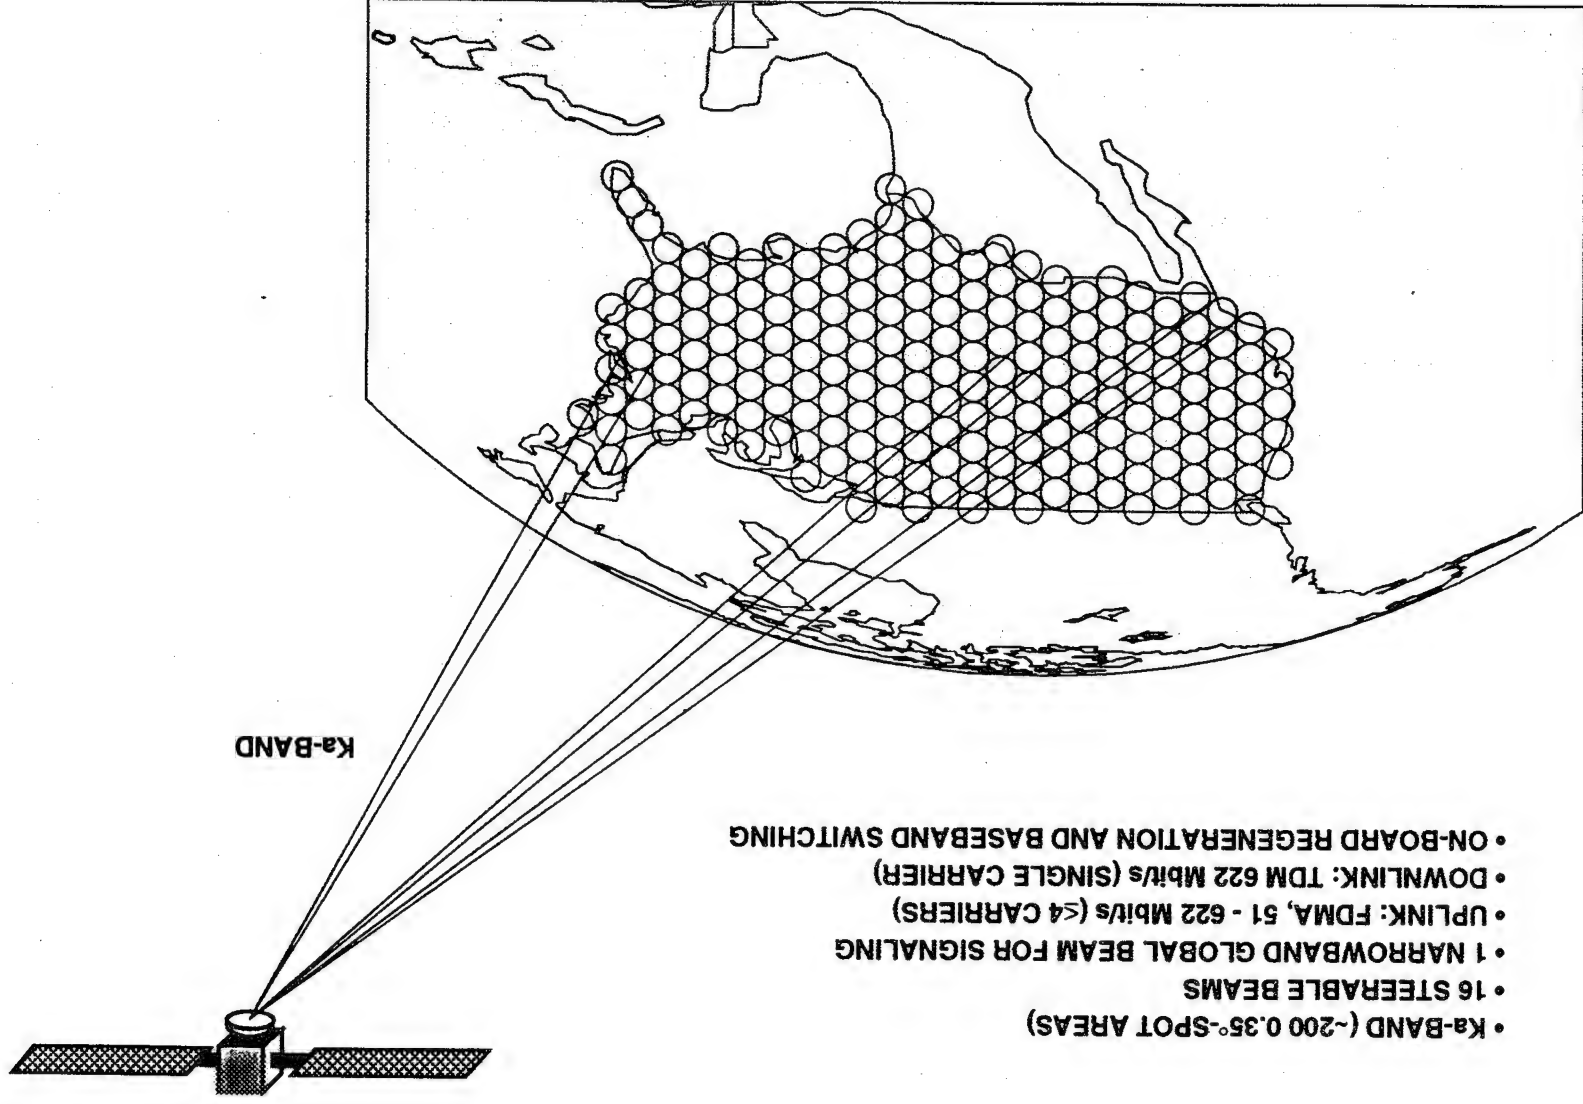 • Ka-BAND (~200 0.35°-SPOT AREAS)
• 16 STEERABLE BEAMS
• 1 NARROWBAND GLOBAL BEAM FOR SIGNALING
• UPLINK: FDMA, 51 - 622 Mbit/s (≤4 CARRIERS)
• DOWNLINK: TDM 622 Mbit/s (SINGLE CARRIER)
• ON-BOARD REGENERATION AND BASEBAND SWITCHING
Ka-BAND